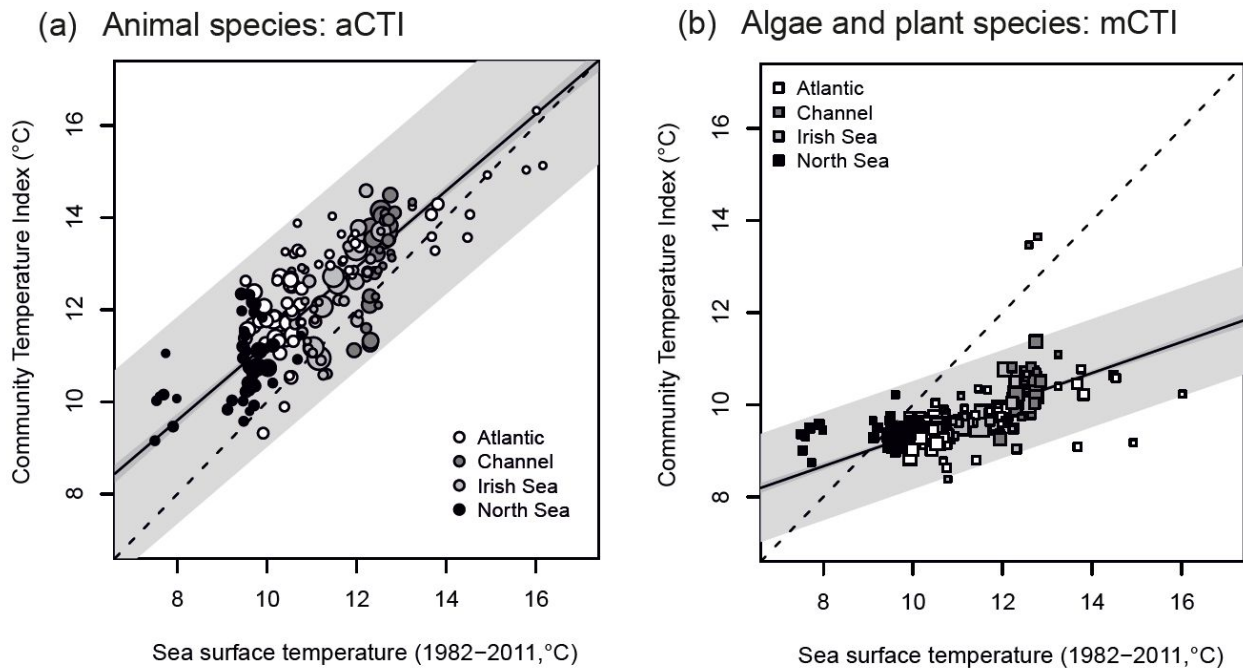 (a) Animal species: aCTI
Community Temperature Index (°C)
16
14
12
10
8
Atlantic
Channel
Irish Sea
North Sea
8 10 12 14 16
Sea surface temperature (1982−2011,°C)
(b) Algae and plant species: mCTI
Community Temperature Index (°C)
16
14
12
10
8
Atlantic
Channel
Irish Sea
North Sea
8 10 12 14 16
Sea surface temperature (1982−2011,°C)